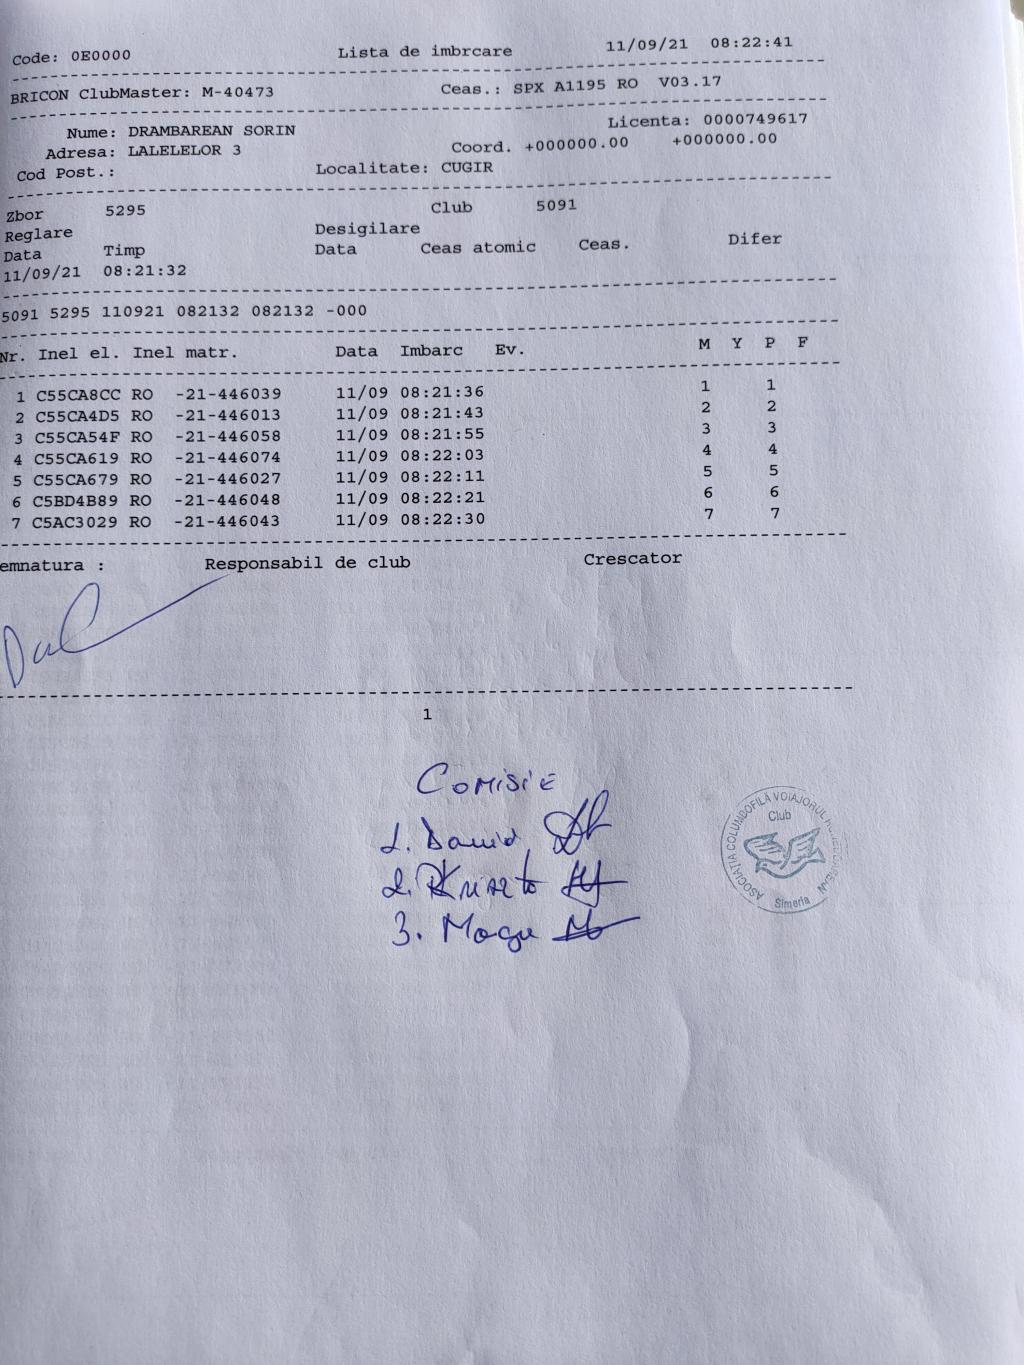 Code: 0E0000 Lista de imbrcare 11/09/21 08:22:41
BRICON ClubMaster: M-40473 Ceas.: SPX A1195 RO V03.17
Nume: DRAMBAREAN SORIN Licenta: 0000749617
Adresa: LALELELOR 3 Coord. +000000.00 +000000.00
Cod Post.: Localitate: CUGIR
Zbor 5295 Club 5091
Reglare Desigilare
Data Timp Data Ceas atomic Ceas. Difer
11/09/21 08:21:32
5091 5295 110921 082132 082132 -000
Nr. Inel el. Inel matr. Data Imbarc Ev. M Y P F
1 C55CA8CC RO -21-446039 11/09 08:21:36 1 1
2 C55CA4D5 RO -21-446013 11/09 08:21:43 2 2
3 C55CA54F RO -21-446058 11/09 08:21:55 3 3
4 C55CA619 RO -21-446074 11/09 08:22:03 4 4
5 C55CA679 RO -21-446027 11/09 08:22:11 5 5
6 C5BD4B89 RO -21-446048 11/09 08:22:21 6 6
7 C5AC3029 RO -21-446043 11/09 08:22:30 7 7
emnatura : Responsabil de club Crescator
1
Comisie
1. David
2.
3. Moga
ASOCIATIA COLUMBOFILĂ VOIAJORUL
Club
Simeria